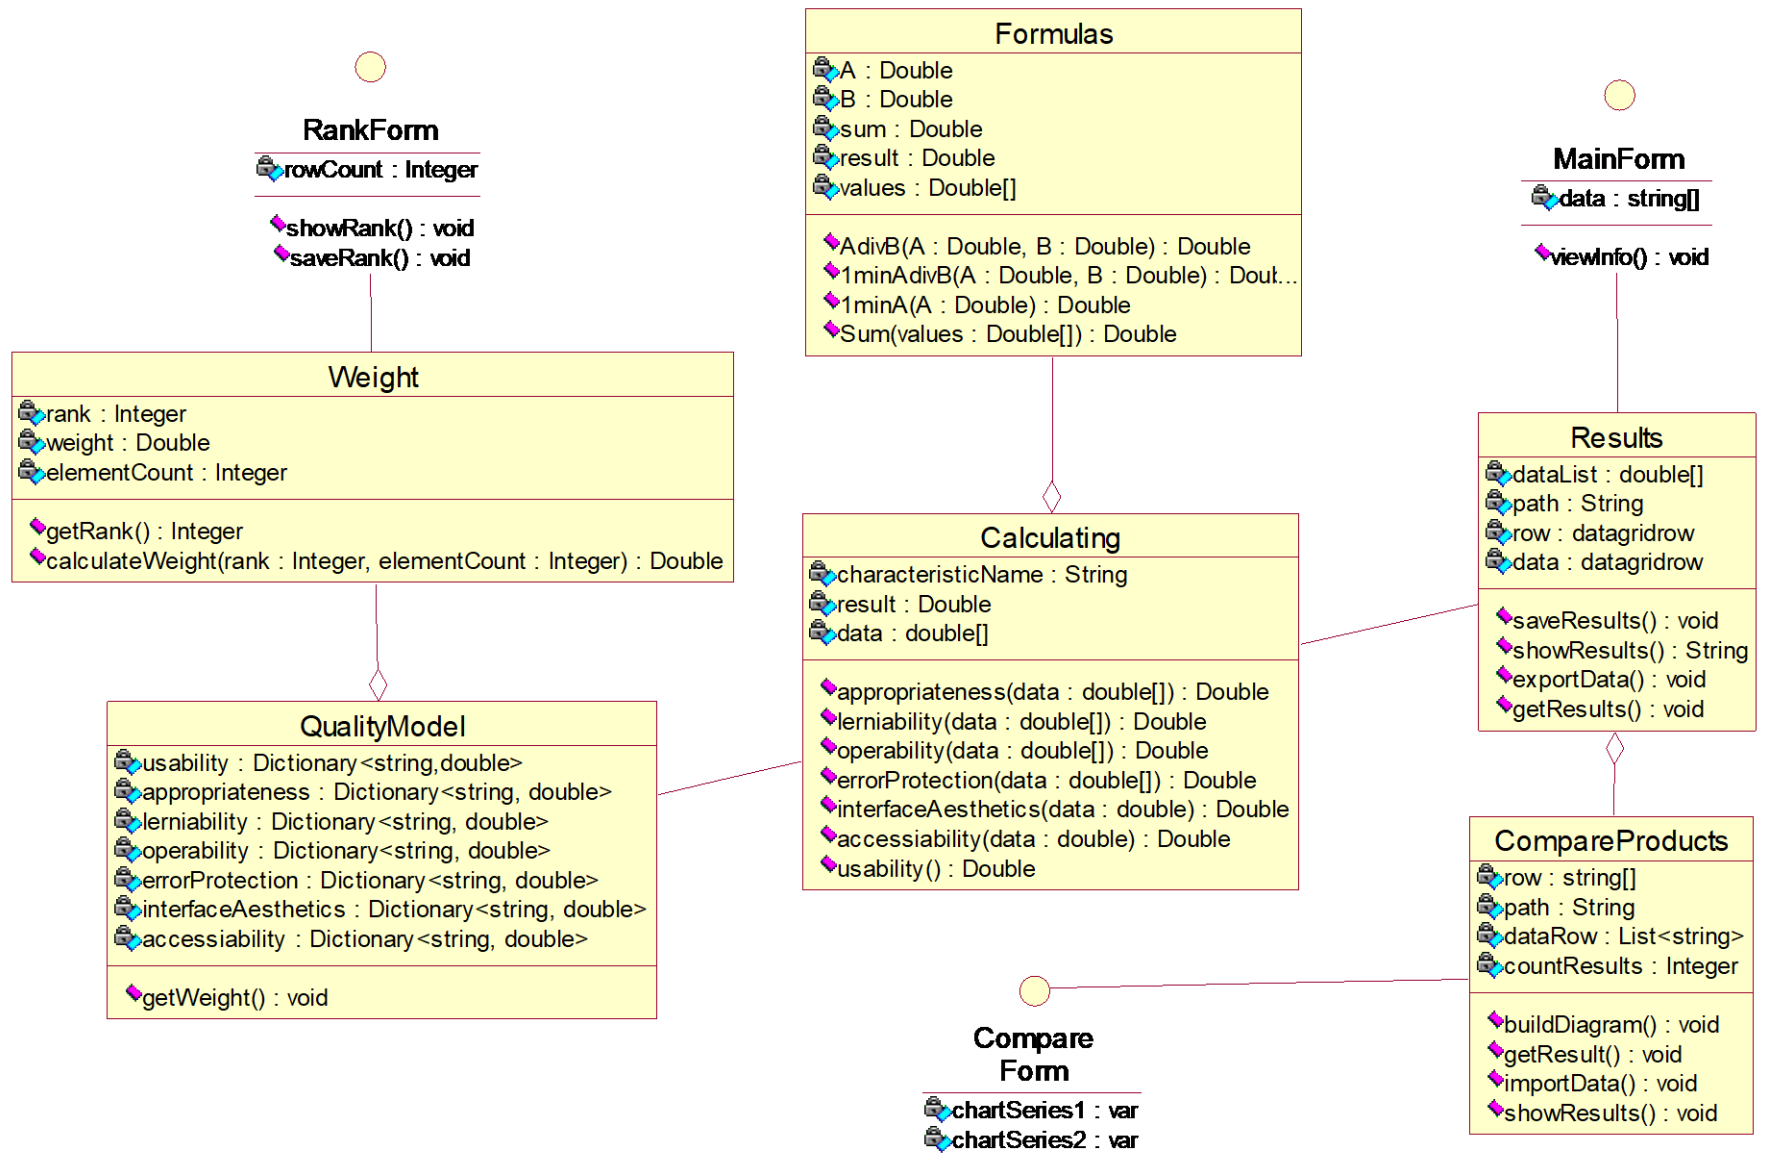 RankForm
rowCount : Integer
showRank() : void
saveRank() : void
Formulas
A : Double
B : Double
sum : Double
result : Double
values : Double[]
AdivB(A : Double, B : Double) : Double
1minAdivB(A : Double, B : Double) : Doub...
1minA(A : Double) : Double
Sum(values : Double[]) : Double
MainForm
data : string[]
viewInfo() : void
Weight
rank : Integer
weight : Double
elementCount : Integer
getRank() : Integer
calculateWeight(rank : Integer, elementCount : Integer) : Double
Results
dataList : double[]
path : String
row : datagridrow
data : datagridrow
saveResults() : void
showResults() : String
exportData() : void
getResults() : void
Calculating
characteristicName : String
result : Double
data : double[]
appropriateness(data : double[]) : Double
lerniability(data : double[]) : Double
operability(data : double[]) : Double
errorProtection(data : double[]) : Double
interfaceAesthetics(data : double) : Double
accessiability(data : double) : Double
usability() : Double
QualityModel
usability : Dictionary<string,double>
appropriateness : Dictionary<string, double>
lerniability : Dictionary<string, double>
operability : Dictionary<string, double>
errorProtection : Dictionary<string, double>
interfaceAesthetics : Dictionary<string, double>
accessiability : Dictionary<string, double>
getWeight() : void
CompareProducts
row : string[]
path : String
dataRow : List<string>
countResults : Integer
buildDiagram() : void
getResult() : void
importData() : void
showResults() : void
Compare
Form
chartSeries1 : var
chartSeries2 : var